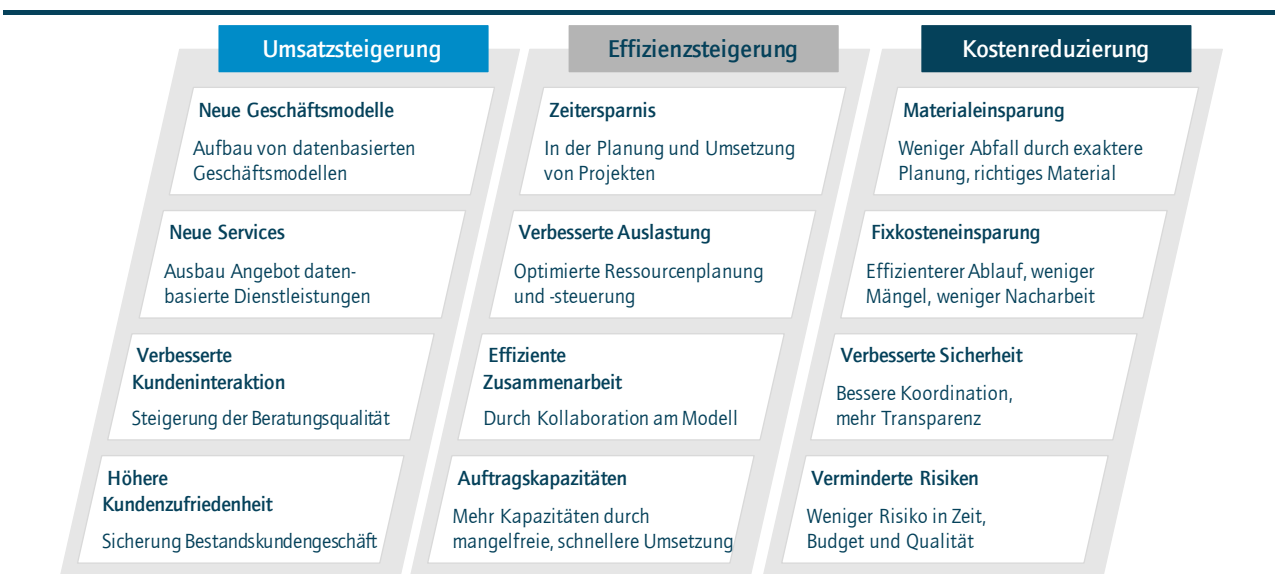 Umsatzsteigerung
Neue Geschäftsmodelle
Aufbau von datenbasierten
Geschäftsmodellen
Neue Services
Ausbau Angebot daten-
basierte Dienstleistungen
Verbesserte
Kundeninteraktion
Steigerung der Beratungsqualität
Höhere
Kundenzufriedenheit
Sicherung Bestandskundengeschäft
Effizienzsteigerung
Zeitersparnis
In der Planung und Umsetzung
von Projekten
Verbesserte Auslastung
Optimierte Ressourcenplanung
und -steuerung
Effiziente
Zusammenarbeit
Durch Kollaboration am Modell
Auftragskapazitäten
Mehr Kapazitäten durch
mangelfreie, schnellere Umsetzung
Kostenreduzierung
Materialeinsparung
Weniger Abfall durch exaktere
Planung, richtiges Material
Fixkosteneinsparung
Effizienterer Ablauf, weniger
Mängel, weniger Nacharbeit
Verbesserte Sicherheit
Bessere Koordination,
mehr Transparenz
Verminderte Risiken
Weniger Risiko in Zeit,
Budget und Qualität